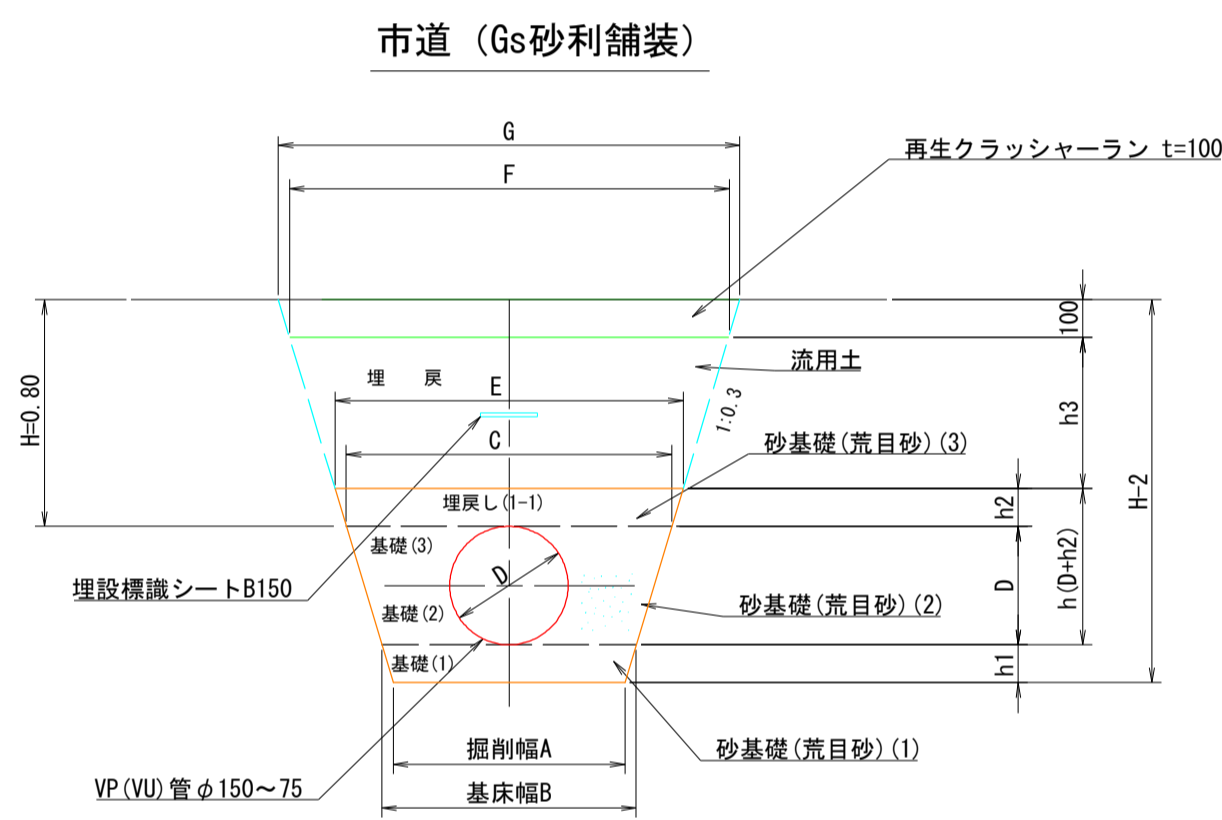 市道 (Gs砂利舗装)
G
再生クラッシャーラン t=100
F
100
流用土
埋 戻
E
H=0.80
1:0.3
h3
C
砂基礎(荒目砂)(3)
H-2
埋戻し(1-1)
h2
基礎(3)
埋設標識シートB150
D
D
h(D+h2)
砂基礎(荒目砂)(2)
基礎(2)
基礎(1)
h1
掘削幅A
砂基礎(荒目砂)(1)
VP(VU)管φ150～75
基床幅B